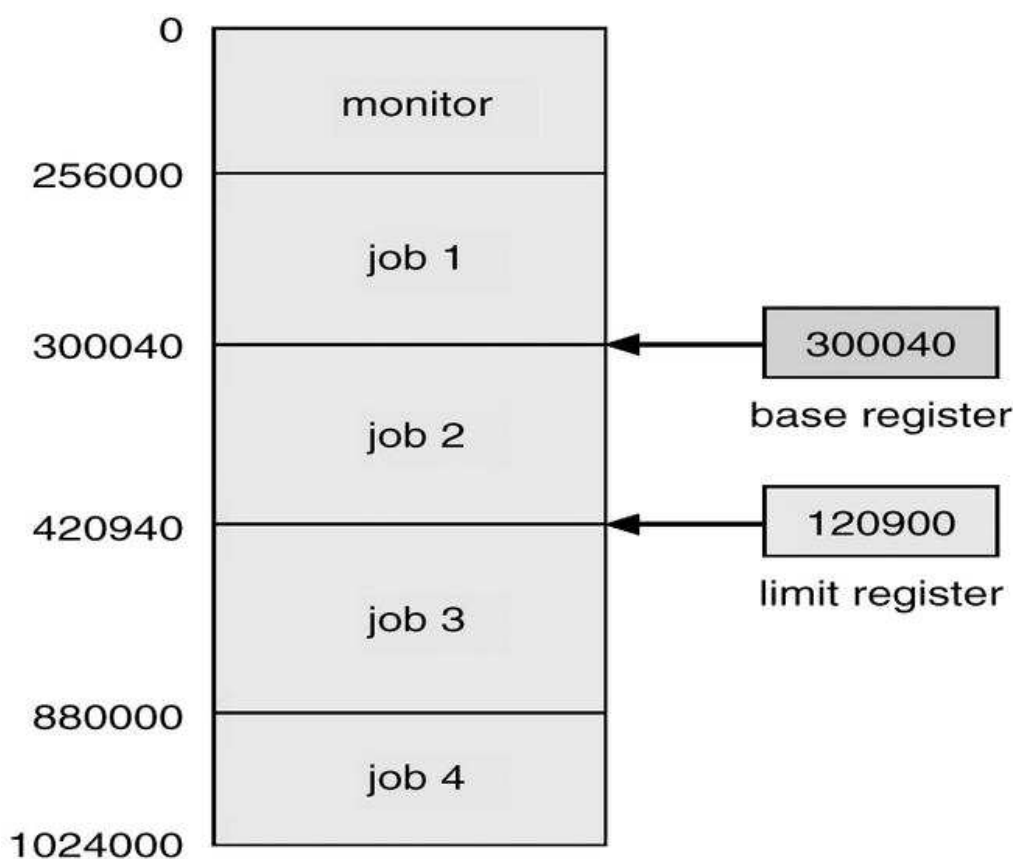 0
monitor
256000
job 1
300040
300040
base register
job 2
420940
120900
limit register
job 3
880000
job 4
1024000